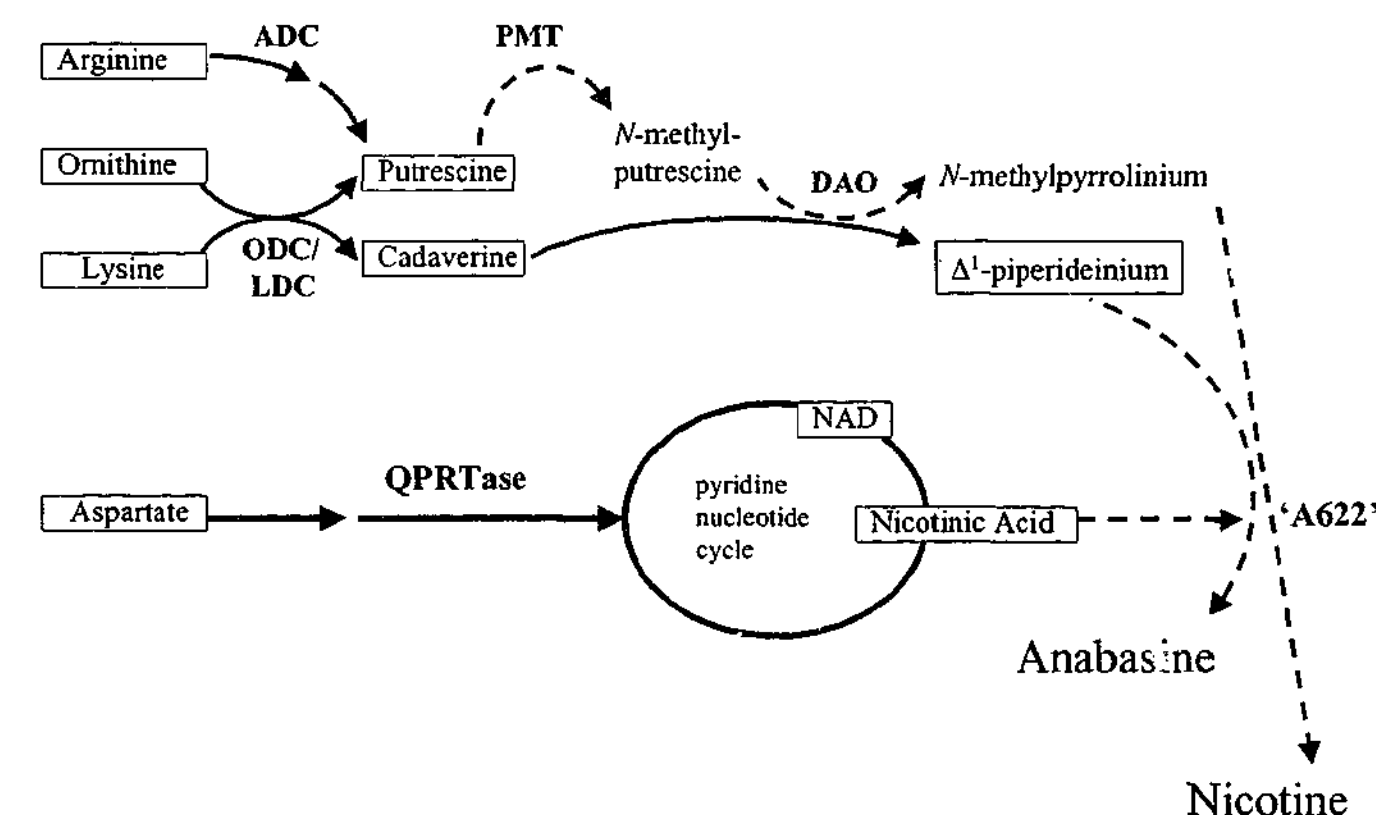 ADC
PMT
Arginine
N-methyl-
putrescine
Ornithine
Putrescine
DAO
N-methylpyrrolinium
ODC/
LDC
Lysine
Cadaverine
Δ¹-piperideinium
NAD
QPRTase
pyridine
nucleotide
cycle
Aspartate
Nicotinic Acid
‘A622’
Anabasine
Nicotine